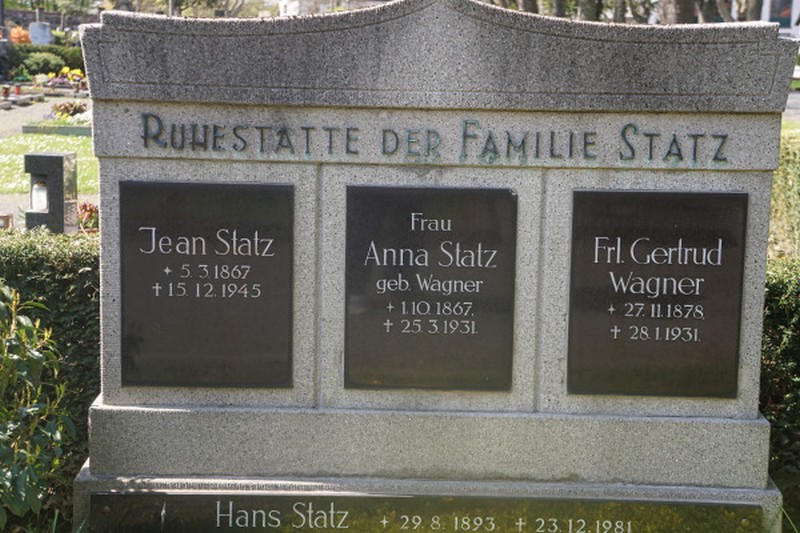 RUHESTATTE DER FAMILIE STATZ
Jean Statz
+ 5.3.1867
† 15.12.1945
Frau
Anna Statz
geb. Wagner
+ 1.10.1867.
† 25.3.1931.
Frl. Gertrud
Wagner
+ 27.11.1878.
† 28.1.1931.
Hans Statz + 29.8.1893 † 23.12.1981